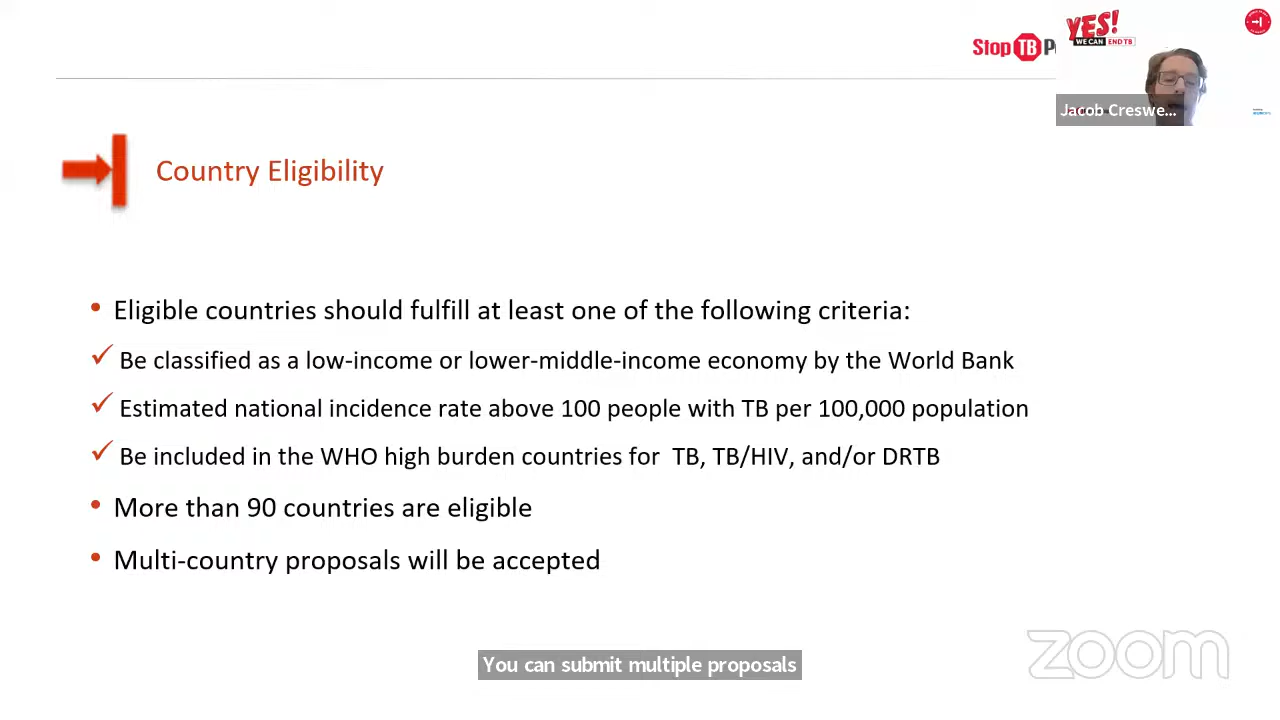 Stop TB P
YES!
WE CAN END TB
Jacob Creswe...
Country Eligibility
• Eligible countries should fulfill at least one of the following criteria:
✓ Be classified as a low-income or lower-middle-income economy by the World Bank
✓ Estimated national incidence rate above 100 people with TB per 100,000 population
✓ Be included in the WHO high burden countries for TB, TB/HIV, and/or DRTB
• More than 90 countries are eligible
• Multi-country proposals will be accepted
You can submit multiple proposals
zoom